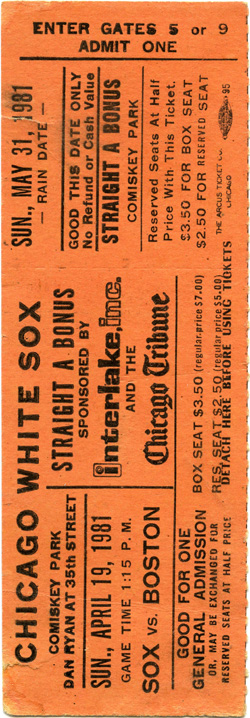 CHICAGO WHITE SOX
COMISKEY PARK
DAN RYAN AT 35TH STREET
SUN., APRIL 19, 1981
GAME TIME 1:15 P.M.
SOX vs. BOSTON
GOOD FOR ONE
GENERAL ADMISSION
OR, MAY BE EXCHANGED FOR
RESERVED SEATS AT HALF PRICE
STRAIGHT A BONUS
SPONSORED BY
interlake, inc.
AND THE
Chicago Tribune
BOX SEAT $3.50 (regular price $7.00)
RES. SEAT $2.50 (regular price $5.00)
DETACH HERE BEFORE USING TICKETS
ENTER GATES 5 or 9
ADMIT ONE
SUN., MAY 31, 1981
— RAIN DATE —
GOOD THIS DATE ONLY
No Refund or Cash Value
STRAIGHT A BONUS
COMISKEY PARK
Reserved Seats At Half
Price With This Ticket.
$3.50 FOR BOX SEAT
$2.50 FOR RESERVED SEAT
THE ARCUS TICKET CO.
CHICAGO
95